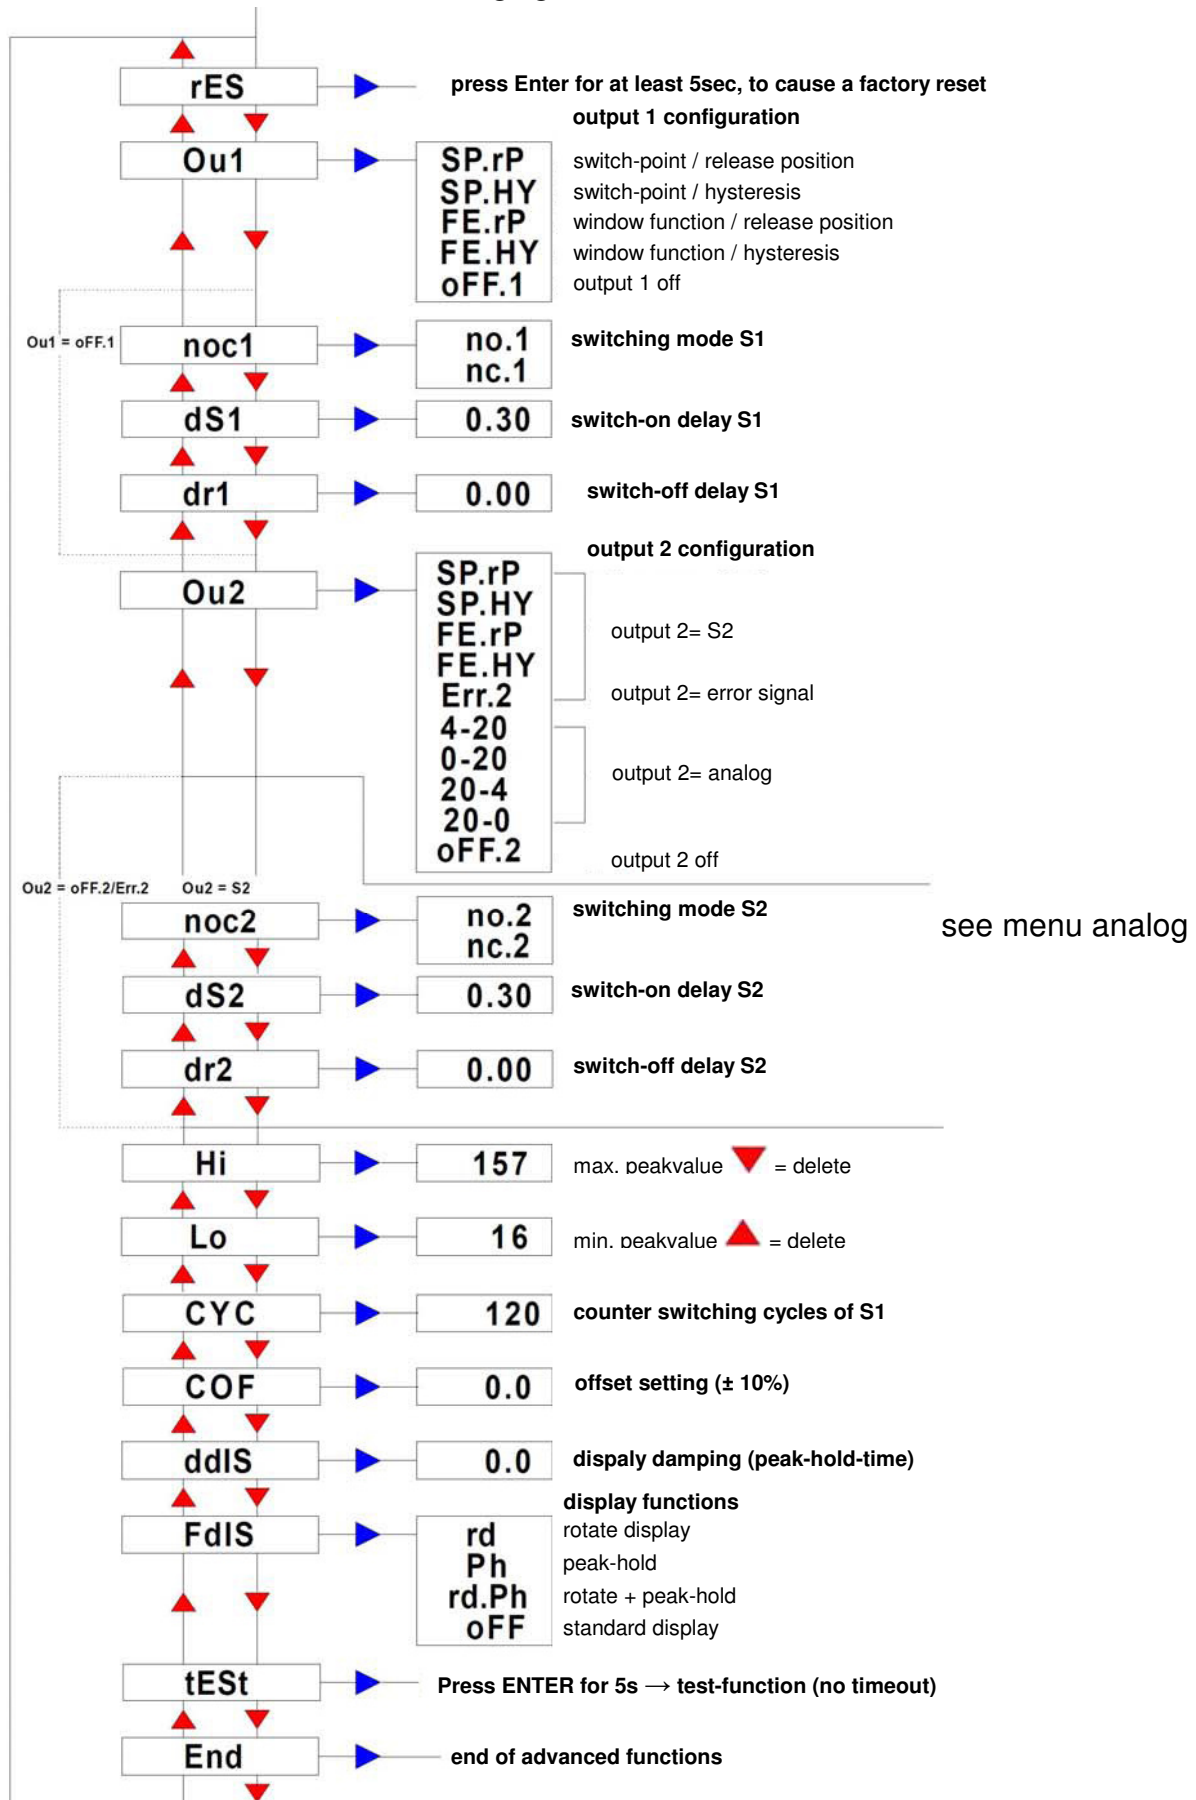 rES press Enter for at least 5sec, to cause a factory reset
output 1 configuration
Ou1
SP.rP switch-point / release position
SP.HY switch-point / hysteresis
FE.rP window function / release position
FE.HY window function / hysteresis
oFF.1 output 1 off
Ou1 = oFF.1
noc1
no.1 switching mode S1
nc.1
dS1 0.30 switch-on delay S1
dr1 0.00 switch-off delay S1
output 2 configuration
Ou2
SP.rP
SP.HY
FE.rP output 2= S2
FE.HY
Err.2 output 2= error signal
4-20
0-20
20-4 output 2= analog
20-0
oFF.2 output 2 off
Ou2 = oFF.2/Err.2 Ou2 = S2
noc2
no.2 switching mode S2
nc.2
see menu analog
dS2 0.30 switch-on delay S2
dr2 0.00 switch-off delay S2
Hi 157 max. peakvalue = delete
Lo 16 min. peakvalue = delete
CYC 120 counter switching cycles of S1
COF 0.0 offset setting (± 10%)
ddIS 0.0 dispaly damping (peak-hold-time)
display functions
FdIS
rd rotate display
Ph peak-hold
rd.Ph rotate + peak-hold
oFF standard display
tESt Press ENTER for 5s → test-function (no timeout)
End end of advanced functions